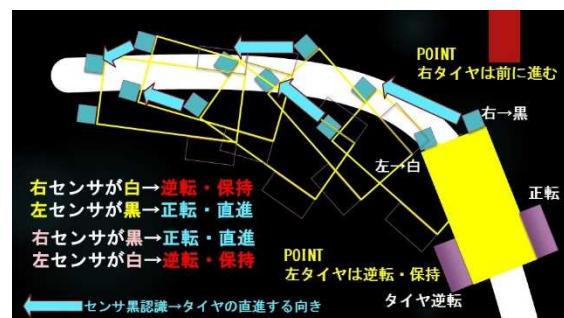 POINT
右タイヤは前に進む
右→黒
左→白
右センサが白→逆転・保持
左センサが黒→正転・直進
右センサが黒→正転・直進
左センサが白→逆転・保持
正転
POINT
左タイヤは逆転・保持
タイヤ逆転
センサ黒認識→タイヤの直進する向き